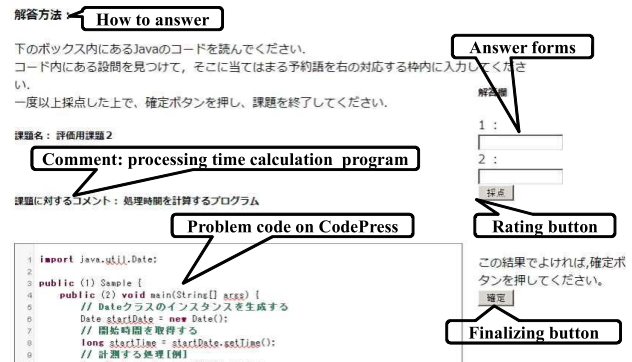 解答方法：
How to answer
下のボックス内にあるJavaのコードを読んでください．
コード内にある設問を見つけて，そこに当てはまる予約語を右の対応する枠内に入力してくださ
い．
一度以上採点した上で、確定ボタンを押し、課題を終了してください．
Answer forms
解答欄
1 ：
2 ：
採点
Rating button
課題名： 評価用課題２
Comment: processing time calculation program
課題に対するコメント： 処理時間を計算するプログラム
Problem code on CodePress
1 import java.util.Date;
2
3 public (1) Sample {
4 public (2) void main(String[] args) {
5 // Dateクラスのインスタンスを生成する
6 Date startDate = new Date();
7 // 開始時間を取得する
8 long startTime = startDate.getTime();
9 // 計測する処理[例]
この結果でよければ,確定ボ
タンを押してください。
確定
Finalizing button